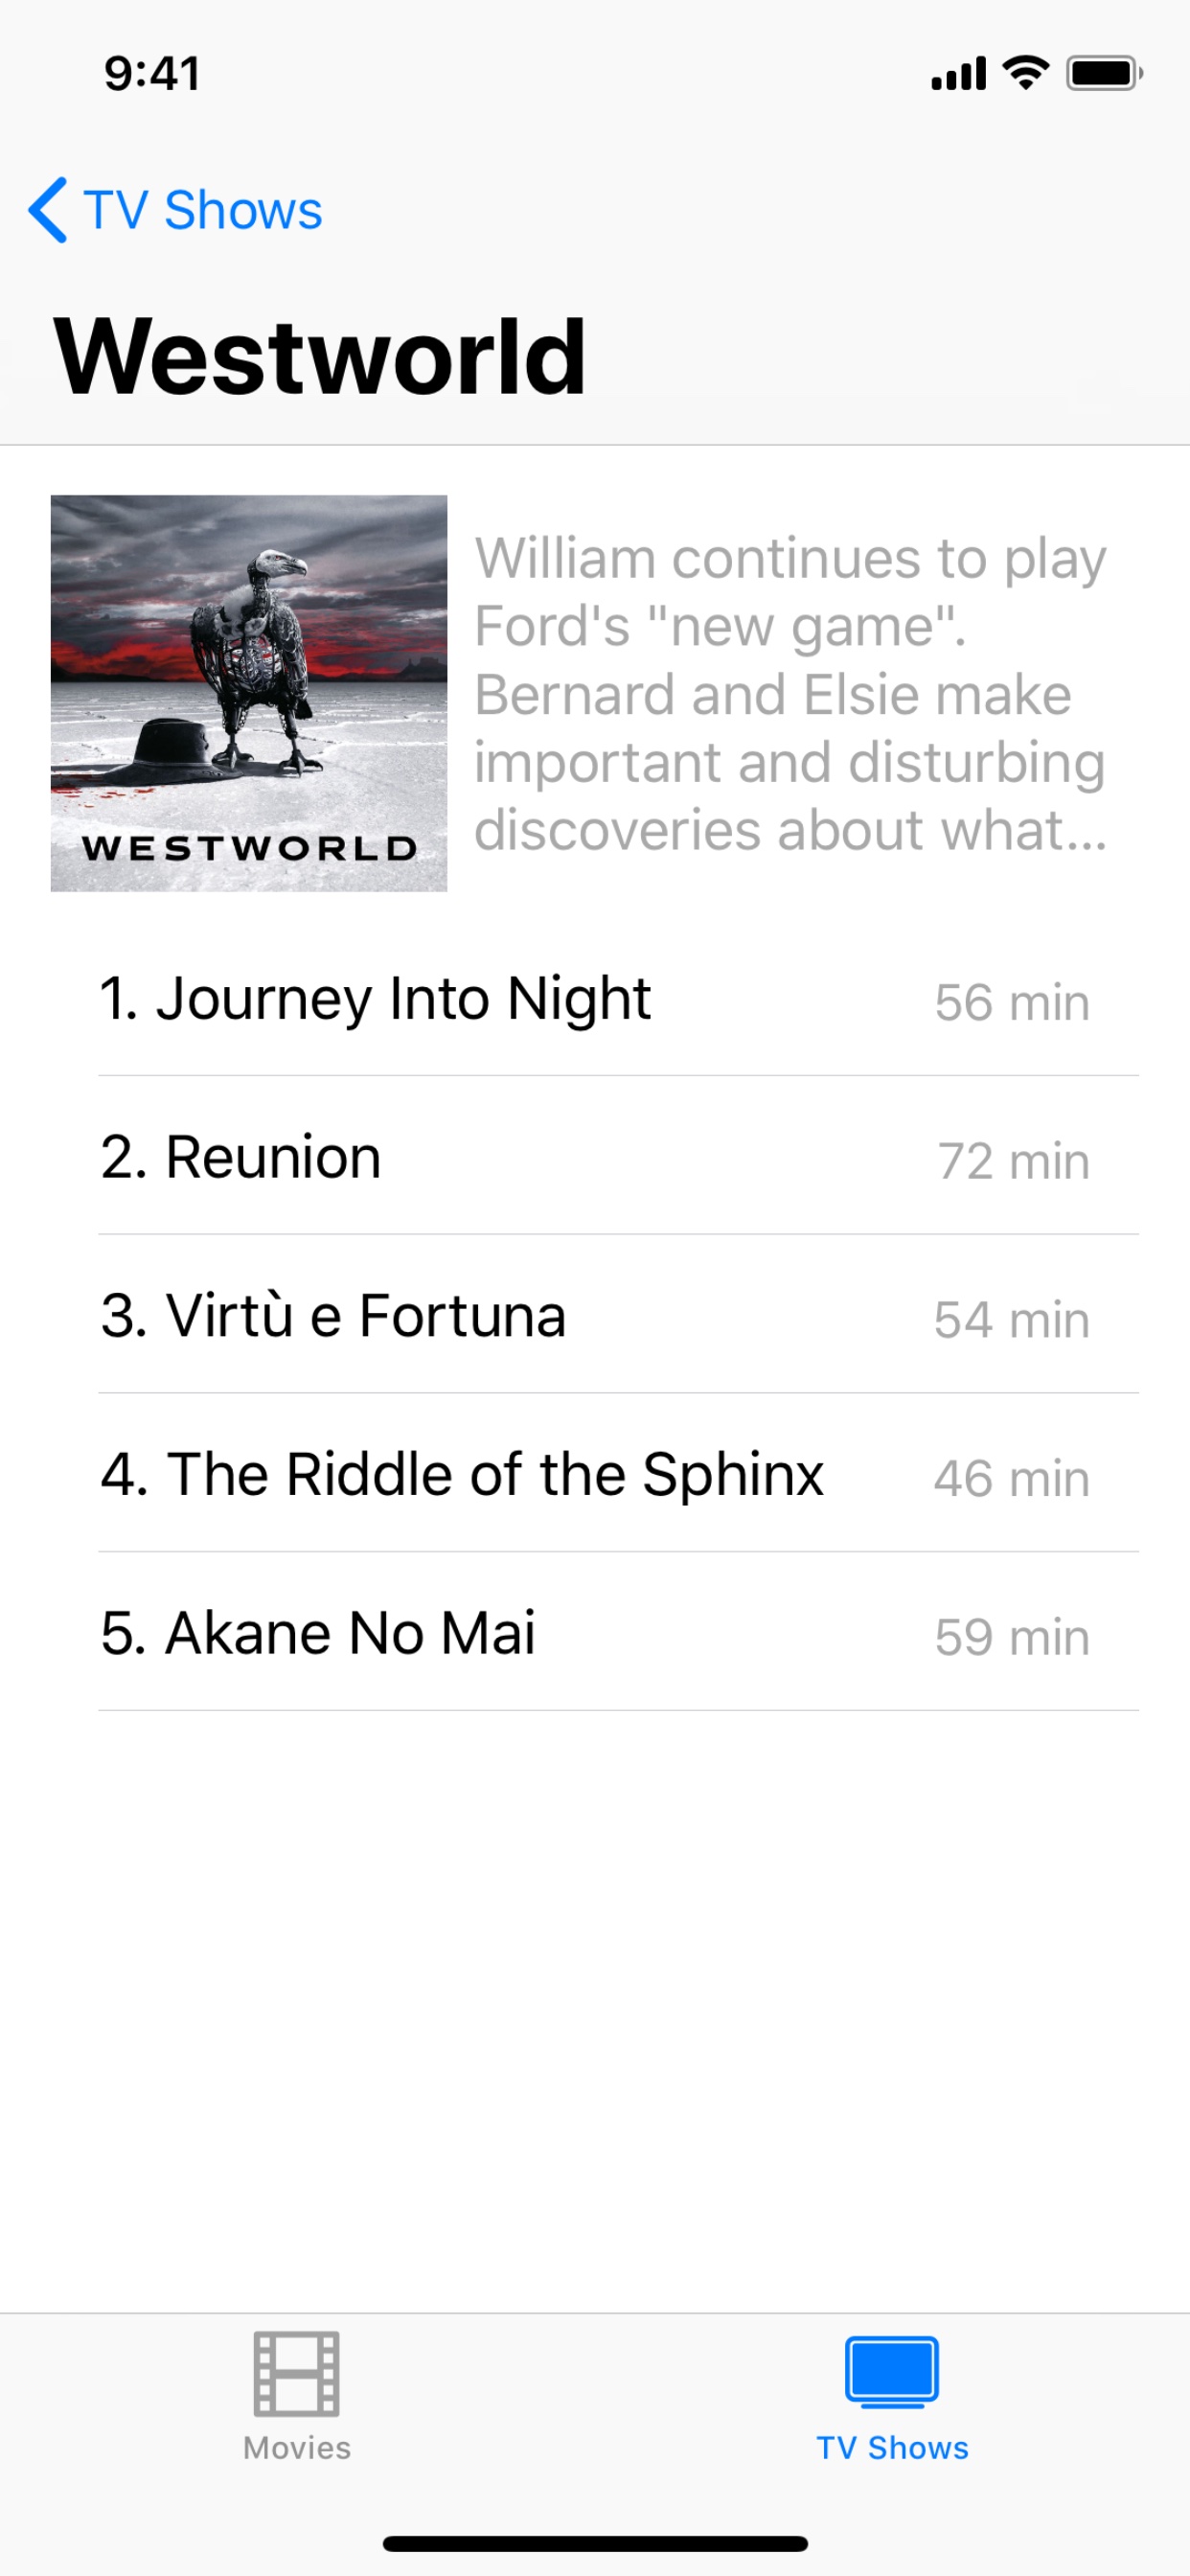 9:41
TV Shows
Westworld
WESTWORLD
William continues to play
Ford's "new game".
Bernard and Elsie make
important and disturbing
discoveries about what...
1. Journey Into Night 56 min
2. Reunion 72 min
3. Virtù e Fortuna 54 min
4. The Riddle of the Sphinx 46 min
5. Akane No Mai 59 min
Movies TV Shows